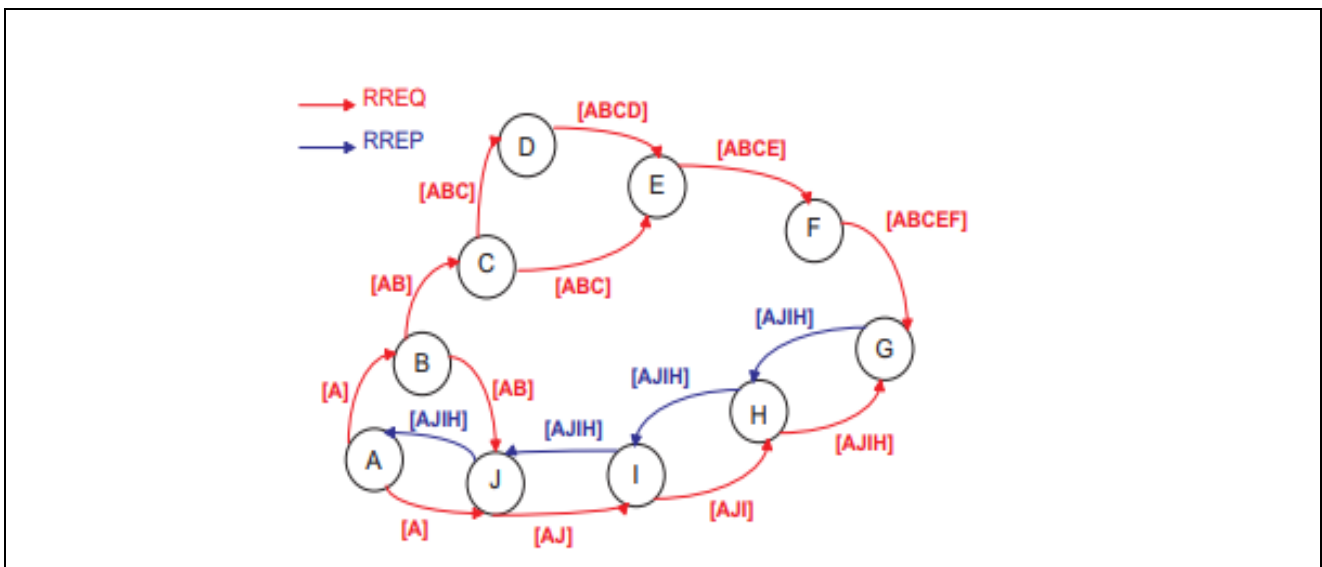 RREQ
RREP
[ABCD]
D
[ABCE]
E
[ABC]
F
[ABCEF]
C
[AB]
[ABC]
[AJIH]
G
B
[AJIH]
[A]
[AB]
H
[AJIH]
[AJIH]
[AJIH]
A
J
I
[AJI]
[A]
[AJ]